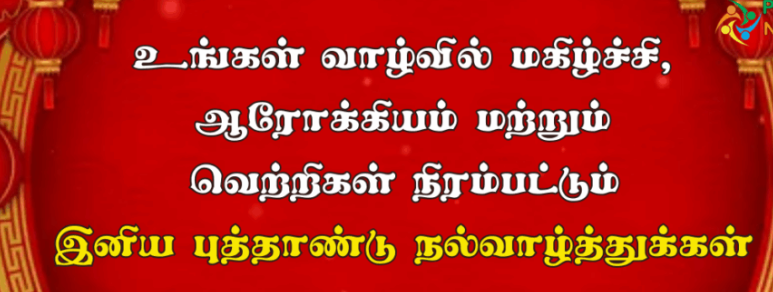 உங்கள் வாழ்வில் மகிழ்ச்சி,
ஆரோக்கியம் மற்றும்
வெற்றிகள் நிரம்பட்டும்
இனிய புத்தாண்டு நல்வாழ்த்துக்கள்